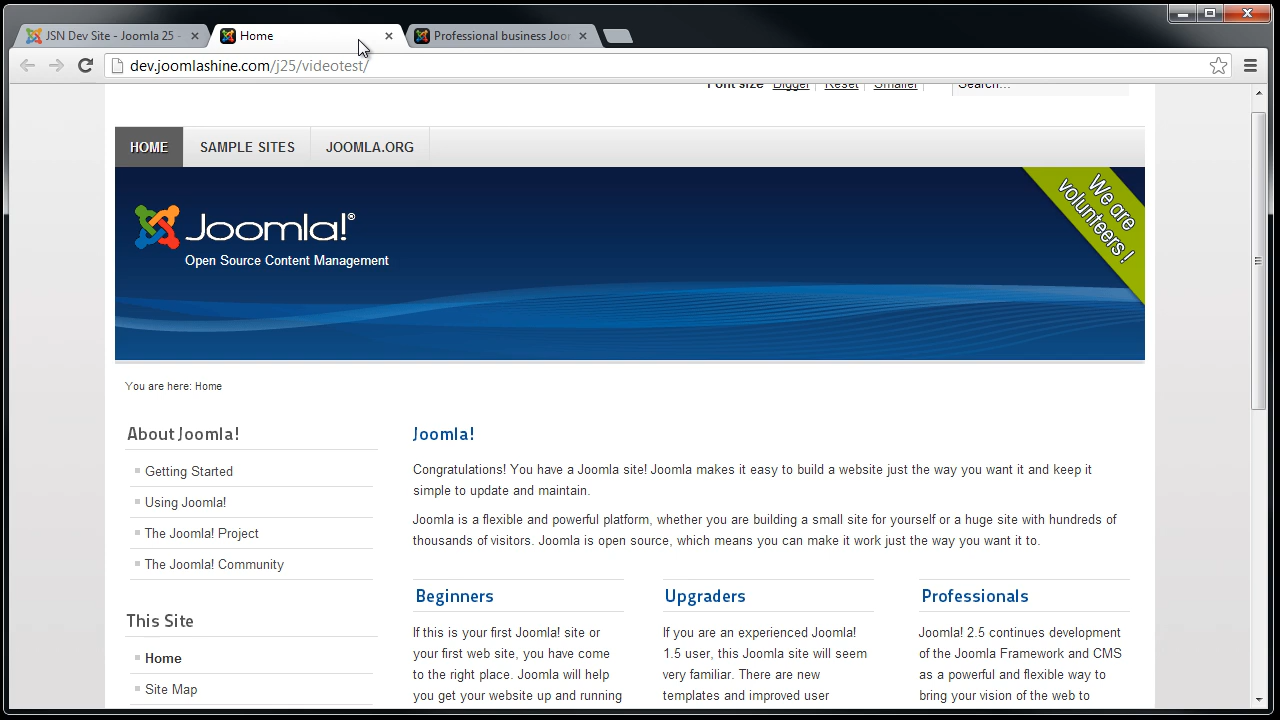 JSN Dev Site - Joomla 25 -
Home
Professional business Joom
dev.joomlashine.com/j25/videotest/
Font size Bigger Reset Smaller Search...
HOME SAMPLE SITES JOOMLA.ORG
Joomla!®
Open Source Content Management
We are
volunteers !
You are here: Home
About Joomla!
Getting Started
Using Joomla!
The Joomla! Project
The Joomla! Community
This Site
Home
Site Map
Joomla!
Congratulations! You have a Joomla site! Joomla makes it easy to build a website just the way you want it and keep it
simple to update and maintain.
Joomla is a flexible and powerful platform, whether you are building a small site for yourself or a huge site with hundreds of
thousands of visitors. Joomla is open source, which means you can make it work just the way you want it to.
Beginners
If this is your first Joomla! site or
your first web site, you have come
to the right place. Joomla will help
you get your website up and running
Upgraders
If you are an experienced Joomla!
1.5 user, this Joomla site will seem
very familiar. There are new
templates and improved user
Professionals
Joomla! 2.5 continues development
of the Joomla Framework and CMS
as a powerful and flexible way to
bring your vision of the web to